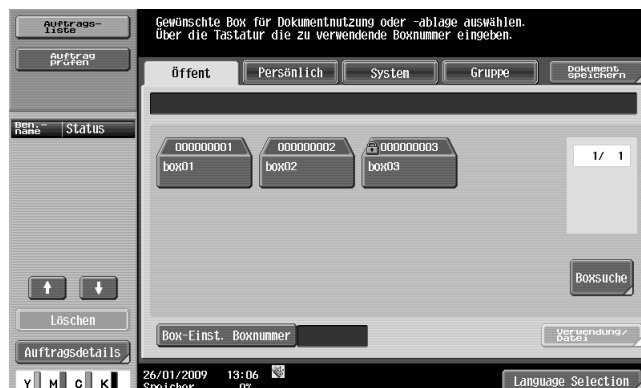 Auftrags-
liste
Auftrag
prüfen
Gewünschte Box für Dokumentnutzung oder -ablage auswählen.
Über die Tastatur die zu verwendende Boxnummer eingeben.
Öffent
Persönlich
System
Gruppe
Dokument
speichern
Ben.-
name
Status
000000001
box01
000000002
box02
000000003
box03
1/ 1
Boxsuche
Löschen
Auftragsdetails
Box-Einst. Boxnummer
Verwendung/
Datei
Y M C K
26/01/2009 13:06
Speicher 0%
Language Selection